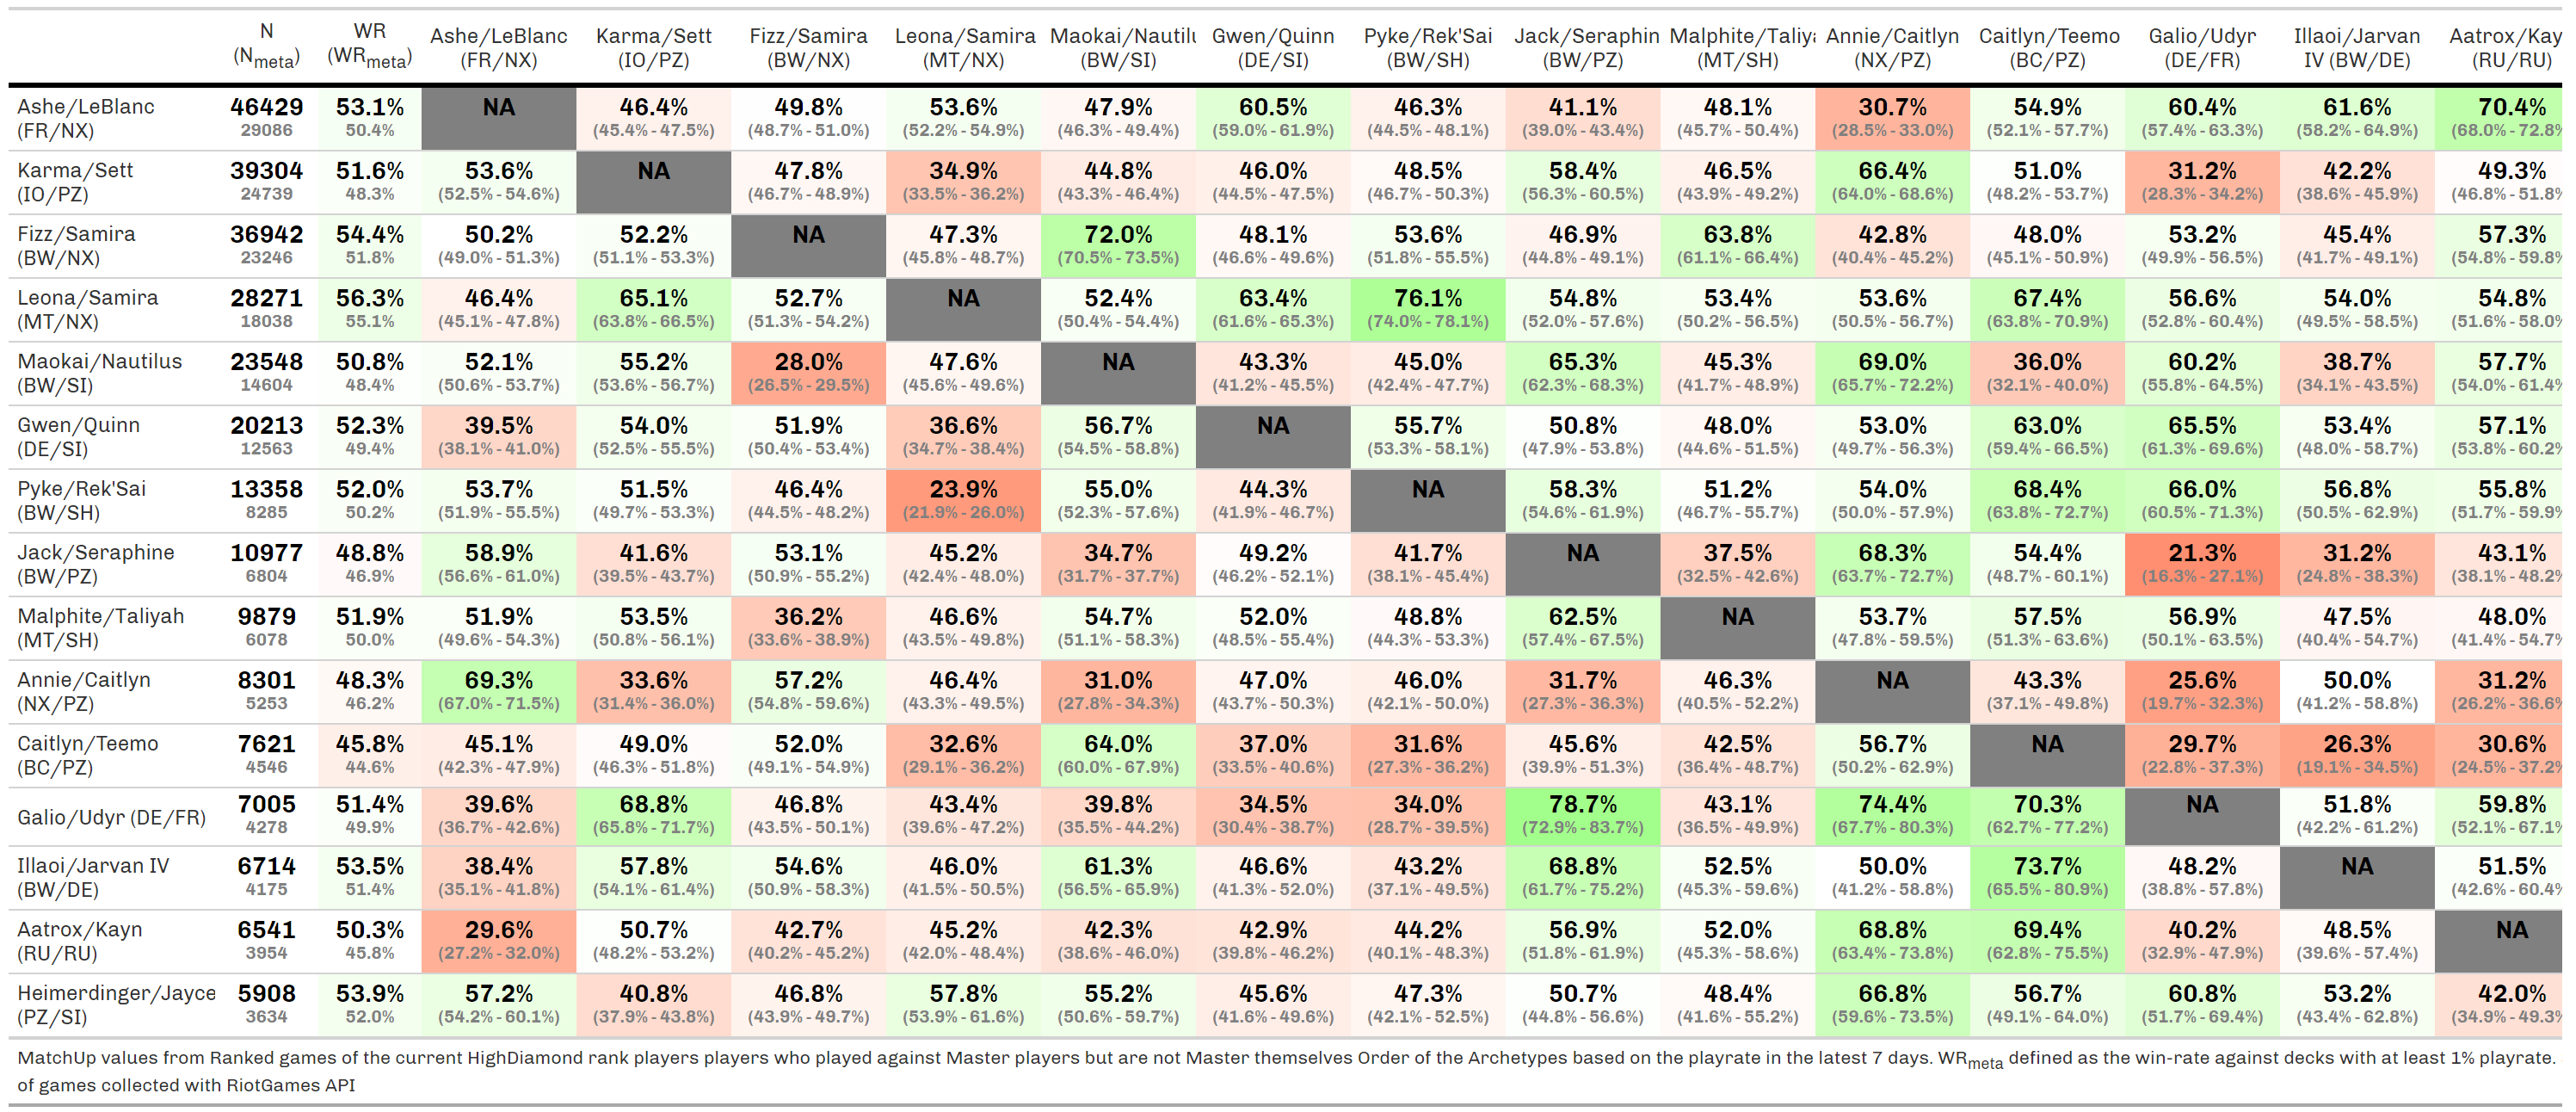 N WR Ashe/LeBlanc Karma/Sett Fizz/Samira Leona/Samira Maokai/Nautilu Gwen/Quinn Pyke/Rek'Sai Jack/Seraphin Malphite/Taliy Annie/Caitlyn Caitlyn/Teemo Galio/Udyr Illaoi/Jarvan Aatrox/Kay
(Nmeta) (WRmeta) (FR/NX) (IO/PZ) (BW/NX) (MT/NX) (BW/SI) (DE/SI) (BW/SH) (BW/PZ) (MT/SH) (NX/PZ) (BC/PZ) (DE/FR) IV (BW/DE) (RU/RU)
Ashe/LeBlanc 46429 53.1% NA 46.4% 49.8% 53.6% 47.9% 60.5% 46.3% 41.1% 48.1% 30.7% 54.9% 60.4% 61.6% 70.4%
(FR/NX) 29086 50.4% (45.4% - 47.5%) (48.7% - 51.0%) (52.2% - 54.9%) (46.3% - 49.4%) (59.0% - 61.9%) (44.5% - 48.1%) (39.0% - 43.4%) (45.7% - 50.4%) (28.5% - 33.0%) (52.1% - 57.7%) (57.4% - 63.3%) (58.2% - 64.9%) (68.0% - 72.8%
Karma/Sett 39304 51.6% 53.6% NA 47.8% 34.9% 44.8% 46.0% 48.5% 58.4% 46.5% 66.4% 51.0% 31.2% 42.2% 49.3%
(IO/PZ) 24739 48.3% (52.5% - 54.6%) (46.7% - 48.9%) (33.5% - 36.2%) (43.3% - 46.4%) (44.5% - 47.5%) (46.7% - 50.3%) (56.3% - 60.5%) (43.9% - 49.2%) (64.0% - 68.6%) (48.2% - 53.7%) (28.3% - 34.2%) (38.6% - 45.9%) (46.8% - 51.8%
Fizz/Samira 36942 54.4% 50.2% 52.2% NA 47.3% 72.0% 48.1% 53.6% 46.9% 63.8% 42.8% 48.0% 53.2% 45.4% 57.3%
(BW/NX) 23246 51.8% (49.0% - 51.3%) (51.1% - 53.3%) (45.8% - 48.7%) (70.5% - 73.5%) (46.6% - 49.6%) (51.8% - 55.5%) (44.8% - 49.1%) (61.1% - 66.4%) (40.4% - 45.2%) (45.1% - 50.9%) (49.9% - 56.5%) (41.7% - 49.1%) (54.8% - 59.8%
Leona/Samira 28271 56.3% 46.4% 65.1% 52.7% NA 52.4% 63.4% 76.1% 54.8% 53.4% 53.6% 67.4% 56.6% 54.0% 54.8%
(MT/NX) 18038 55.1% (45.1% - 47.8%) (63.8% - 66.5%) (51.3% - 54.2%) (50.4% - 54.4%) (61.6% - 65.3%) (74.0% - 78.1%) (52.0% - 57.6%) (50.2% - 56.5%) (50.5% - 56.7%) (63.8% - 70.9%) (52.8% - 60.4%) (49.5% - 58.5%) (51.6% - 58.0%
Maokai/Nautilus 23548 50.8% 52.1% 55.2% 28.0% 47.6% NA 43.3% 45.0% 65.3% 45.3% 69.0% 36.0% 60.2% 38.7% 57.7%
(BW/SI) 14604 48.4% (50.6% - 53.7%) (53.6% - 56.7%) (26.5% - 29.5%) (45.6% - 49.6%) (41.2% - 45.5%) (42.4% - 47.7%) (62.3% - 68.3%) (41.7% - 48.9%) (65.7% - 72.2%) (32.1% - 40.0%) (55.8% - 64.5%) (34.1% - 43.5%) (54.0% - 61.4%
Gwen/Quinn 20213 52.3% 39.5% 54.0% 51.9% 36.6% 56.7% NA 55.7% 50.8% 48.0% 53.0% 63.0% 65.5% 53.4% 57.1%
(DE/SI) 12563 49.4% (38.1% - 41.0%) (52.5% - 55.5%) (50.4% - 53.4%) (34.7% - 38.4%) (54.5% - 58.8%) (53.3% - 58.1%) (47.9% - 53.8%) (44.6% - 51.5%) (49.7% - 56.3%) (59.4% - 66.5%) (61.3% - 69.6%) (48.0% - 58.7%) (53.8% - 60.2%
Pyke/Rek'Sai 13358 52.0% 53.7% 51.5% 46.4% 23.9% 55.0% 44.3% NA 58.3% 51.2% 54.0% 68.4% 66.0% 56.8% 55.8%
(BW/SH) 8285 50.2% (51.9% - 55.5%) (49.7% - 53.3%) (44.5% - 48.2%) (21.9% - 26.0%) (52.3% - 57.6%) (41.9% - 46.7%) (54.6% - 61.9%) (46.7% - 55.7%) (50.0% - 57.9%) (63.8% - 72.7%) (60.5% - 71.3%) (50.5% - 62.9%) (51.7% - 59.9%
Jack/Seraphine 10977 48.8% 58.9% 41.6% 53.1% 45.2% 34.7% 49.2% 41.7% NA 37.5% 68.3% 54.4% 21.3% 31.2% 43.1%
(BW/PZ) 6804 46.9% (56.6% - 61.0%) (39.5% - 43.7%) (50.9% - 55.2%) (42.4% - 48.0%) (31.7% - 37.7%) (46.2% - 52.1%) (38.1% - 45.4%) (32.5% - 42.6%) (63.7% - 72.7%) (48.7% - 60.1%) (16.3% - 27.1%) (24.8% - 38.3%) (38.1% - 48.2%
Malphite/Taliyah 9879 51.9% 51.9% 53.5% 36.2% 46.6% 54.7% 52.0% 48.8% 62.5% NA 53.7% 57.5% 56.9% 47.5% 48.0%
(MT/SH) 6078 50.0% (49.6% - 54.3%) (50.8% - 56.1%) (33.6% - 38.9%) (43.5% - 49.8%) (51.1% - 58.3%) (48.5% - 55.4%) (44.3% - 53.3%) (57.4% - 67.5%) (47.8% - 59.5%) (51.3% - 63.6%) (50.1% - 63.5%) (40.4% - 54.7%) (41.4% - 54.7%
Annie/Caitlyn 8301 48.3% 69.3% 33.6% 57.2% 46.4% 31.0% 47.0% 46.0% 31.7% 46.3% NA 43.3% 25.6% 50.0% 31.2%
(NX/PZ) 5253 46.2% (67.0% - 71.5%) (31.4% - 36.0%) (54.8% - 59.6%) (43.3% - 49.5%) (27.8% - 34.3%) (43.7% - 50.3%) (42.1% - 50.0%) (27.3% - 36.3%) (40.5% - 52.2%) (37.1% - 49.8%) (19.7% - 32.3%) (41.2% - 58.8%) (26.2% - 36.6%
Caitlyn/Teemo 7621 45.8% 45.1% 49.0% 52.0% 32.6% 64.0% 37.0% 31.6% 45.6% 42.5% 56.7% NA 29.7% 26.3% 30.6%
(BC/PZ) 4546 44.6% (42.3% - 47.9%) (46.3% - 51.8%) (49.1% - 54.9%) (29.1% - 36.2%) (60.0% - 67.9%) (33.5% - 40.6%) (27.3% - 36.2%) (39.9% - 51.3%) (36.4% - 48.7%) (50.2% - 62.9%) (22.8% - 37.3%) (19.1% - 34.5%) (24.5% - 37.2%
Galio/Udyr (DE/FR) 7005 51.4% 39.6% 68.8% 46.8% 43.4% 39.8% 34.5% 34.0% 78.7% 43.1% 74.4% 70.3% NA 51.8% 59.8%
4278 49.9% (36.7% - 42.6%) (65.8% - 71.7%) (43.5% - 50.1%) (39.6% - 47.2%) (35.5% - 44.2%) (30.4% - 38.7%) (28.7% - 39.5%) (72.9% - 83.7%) (36.5% - 49.9%) (67.7% - 80.3%) (62.7% - 77.2%) (42.2% - 61.2%) (52.1% - 67.1%
Illaoi/Jarvan IV 6714 53.5% 38.4% 57.8% 54.6% 46.0% 61.3% 46.6% 43.2% 68.8% 52.5% 50.0% 73.7% 48.2% NA 51.5%
(BW/DE) 4175 51.4% (35.1% - 41.8%) (54.1% - 61.4%) (50.9% - 58.3%) (41.5% - 50.5%) (56.5% - 65.9%) (41.3% - 52.0%) (37.1% - 49.5%) (61.7% - 75.2%) (45.3% - 59.6%) (41.2% - 58.8%) (65.5% - 80.9%) (38.8% - 57.8%) (42.6% - 60.4%
Aatrox/Kayn 6541 50.3% 29.6% 50.7% 42.7% 45.2% 42.3% 42.9% 44.2% 56.9% 52.0% 68.8% 69.4% 40.2% 48.5% NA
(RU/RU) 3954 45.8% (27.2% - 32.0%) (48.2% - 53.2%) (40.2% - 45.2%) (42.0% - 48.4%) (38.6% - 46.0%) (39.8% - 46.2%) (40.1% - 48.3%) (51.8% - 61.9%) (45.3% - 58.6%) (63.4% - 73.8%) (62.8% - 75.5%) (32.9% - 47.9%) (39.6% - 57.4%)
Heimerdinger/Jayce 5908 53.9% 57.2% 40.8% 46.8% 57.8% 55.2% 45.6% 47.3% 50.7% 48.4% 66.8% 56.7% 60.8% 53.2% 42.0%
(PZ/SI) 3634 52.0% (54.2% - 60.1%) (37.9% - 43.8%) (43.9% - 49.7%) (53.9% - 61.6%) (50.6% - 59.7%) (41.6% - 49.6%) (42.1% - 52.5%) (44.8% - 56.6%) (41.6% - 55.2%) (59.6% - 73.5%) (49.1% - 64.0%) (51.7% - 69.4%) (43.4% - 62.8%) (34.9% - 49.3%
MatchUp values from Ranked games of the current HighDiamond rank players players who played against Master players but are not Master themselves Order of the Archetypes based on the playrate in the latest 7 days. WRmeta defined as the win-rate against decks with at least 1% playrate.
of games collected with RiotGames API